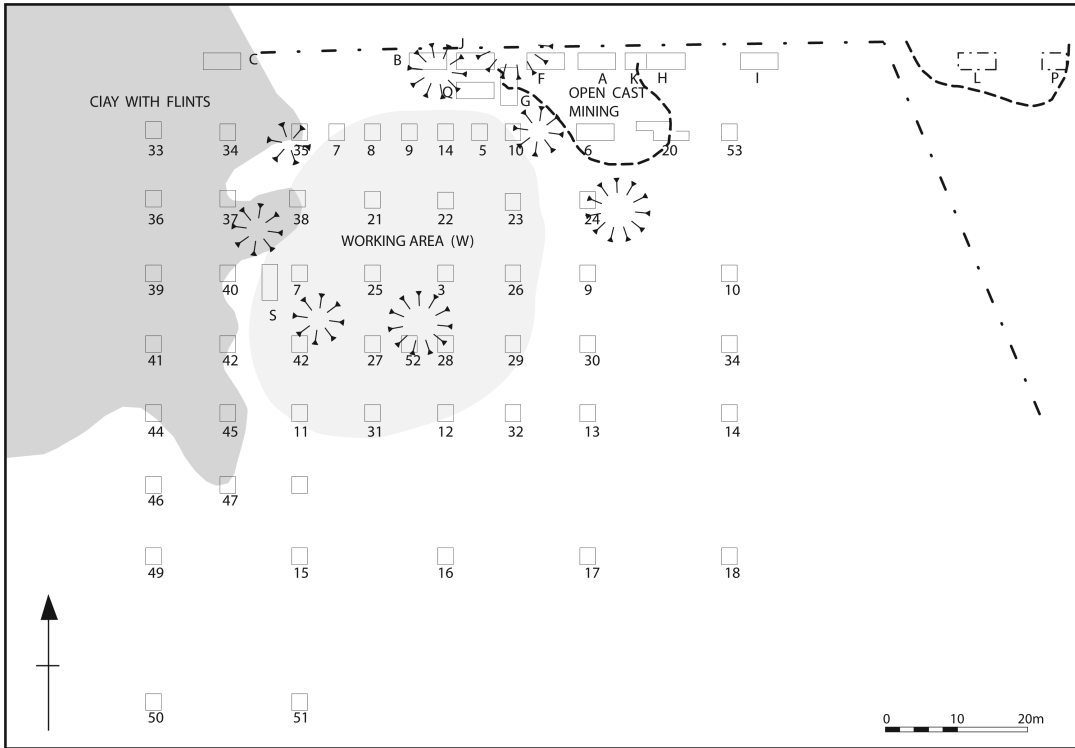 J
C B F A K H I L P
Q G OPEN CAST
MINING
CIAY WITH FLINTS
33 34 35 7 8 9 14 5 10 6 20 53
36 37 38 21 22 23 24
WORKING AREA (W)
39 40 7 25 3 26 9 10
S
41 42 42 27 52 28 29 30 34
44 45 11 31 12 32 13 14
46 47
49 15 16 17 18
50 51
0 10 20m